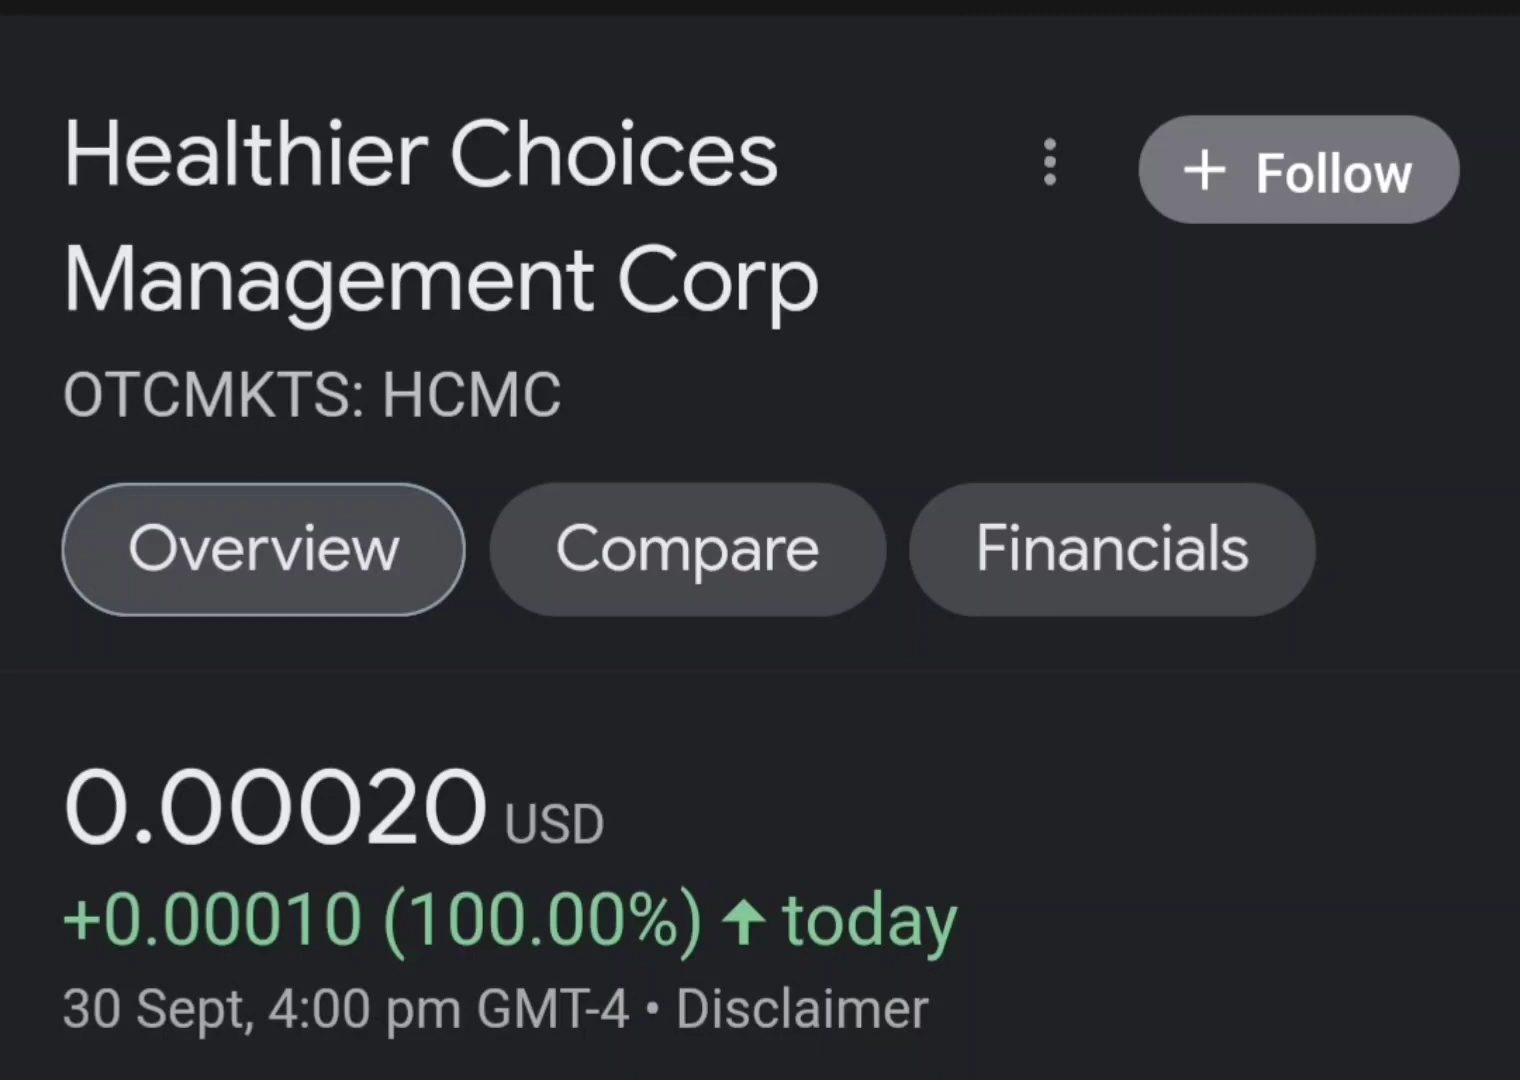 Healthier Choices
Management Corp
+ Follow
OTCMKTS: HCMC
Overview Compare Financials
0.00020 USD
+0.00010 (100.00%) ↑ today
30 Sept, 4:00 pm GMT-4 • Disclaimer